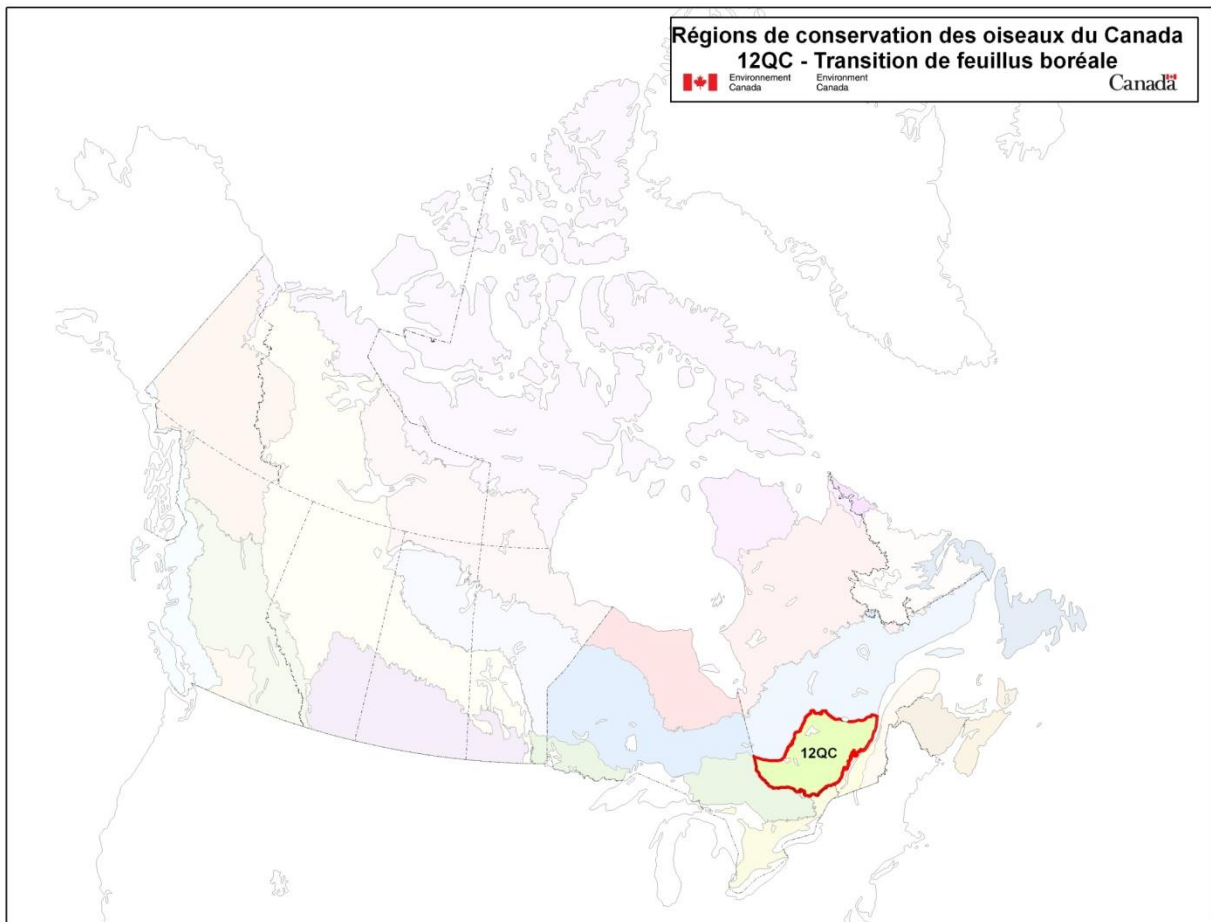 Régions de conservation des oiseaux du Canada
12QC - Transition de feuillus boréale
Environnement Environment
Canada Canada
Canada
12QC